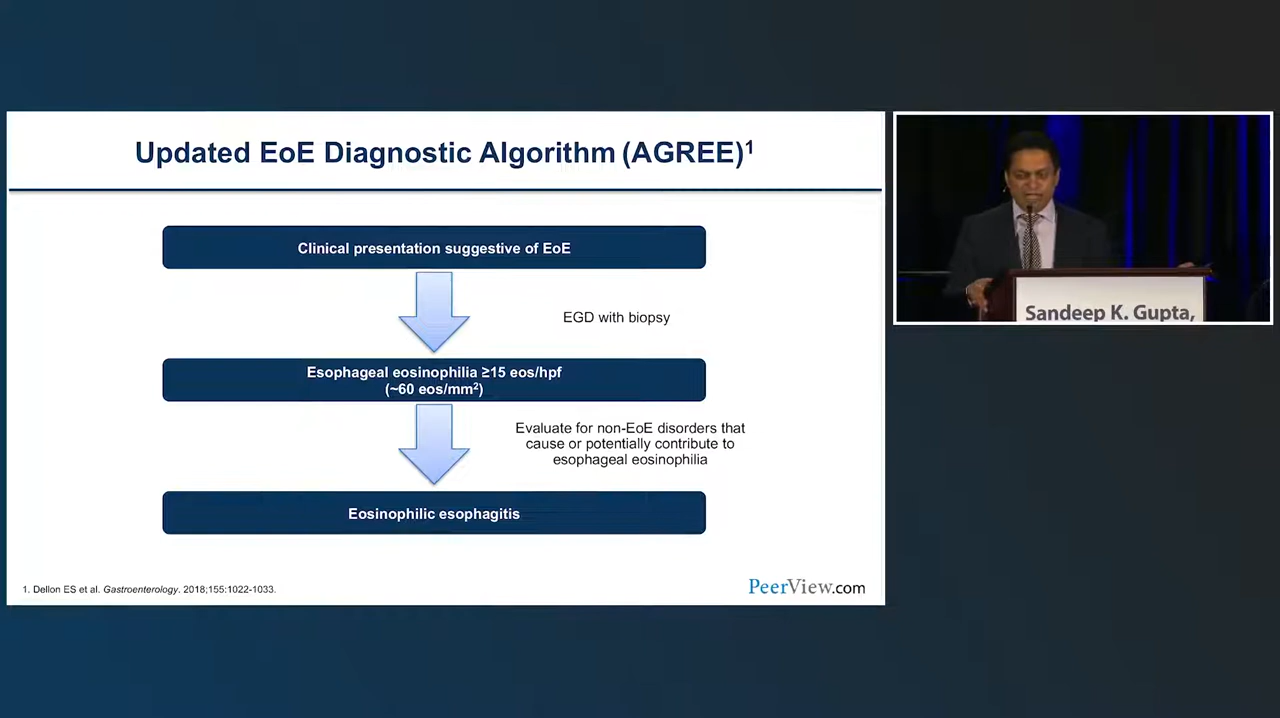 Updated EoE Diagnostic Algorithm (AGREE)¹
Clinical presentation suggestive of EoE
EGD with biopsy
Esophageal eosinophilia ≥15 eos/hpf
(~60 eos/mm²)
Evaluate for non-EoE disorders that
cause or potentially contribute to
esophageal eosinophilia
Eosinophilic esophagitis
1. Dellon ES et al. Gastroenterology. 2018;155:1022-1033.
PeerView.com
Sandeep K. Gupta,